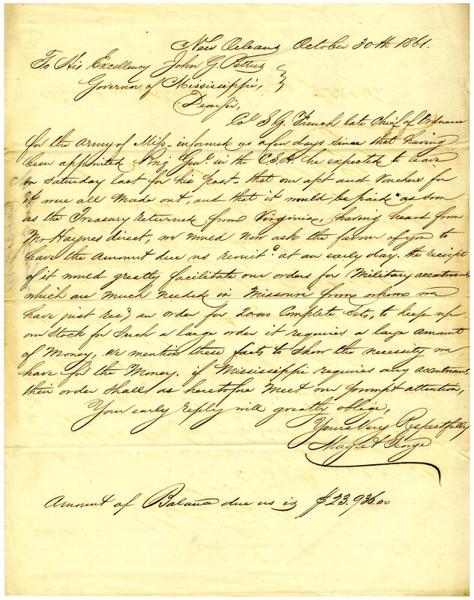 New Orleans October 30th 1861.
To His Excellency John J. Pettus
Governor of Mississippi,
Dear Sir,
Col S. G. French late Chief of Ordnance
for the Army of Miss- informed us a few days since that having
been appointed Brig Genl in the C.S.A. he expected to leave
on Saturday last for his post- that our apt and Vouchers for
it were all Made out and that it would be paid as soon
as the Treasury returned from Virginia, having heard from
Mr Haynes direct, we would now ask the favour of you to
have the Amount due us remitd at an early day. the receipt
of it would greatly facilitate our orders for Military accoutrements
which are much needed in Missouri from whom we
have just recd an order for 20000 Complete Sets, to keep up
our Stock for Such a large order it requires a large amount
of Money, we mention these facts to Show the necessity we
have for the Money. if Mississippi requires any accoutrements
their order Shall as heretofore Meet our prompt attention,
Your early reply will greatly oblige,
Yours Very Respectfully
Magee &
Amount of Balance due us is $23.936.00